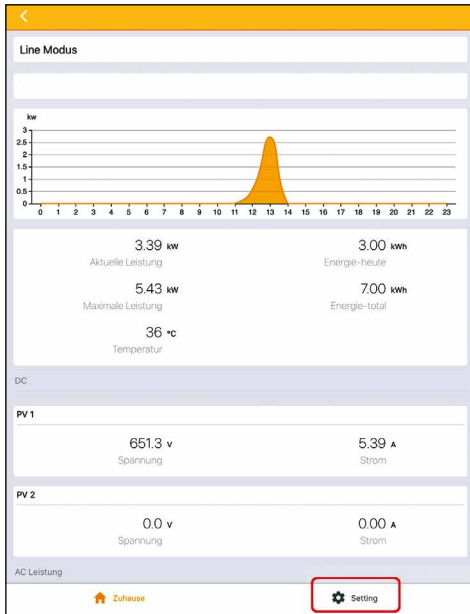 Line Modus
kw
3
2.5
2
1.5
1
0.5
0
0 1 2 3 4 5 6 7 8 9 10 11 12 13 14 15 16 17 18 19 20 21 22 23
3.39 kW 3.00 kWh
Aktuelle Leistung Energie-heute
5.43 kW 7.00 kWh
Maximale Leistung Energie-total
36 °C
Temperatur
DC
PV 1
651.3 V 5.39 A
Spannung Strom
PV 2
0.0 V 0.00 A
Spannung Strom
AC Leistung
Zuhause Setting